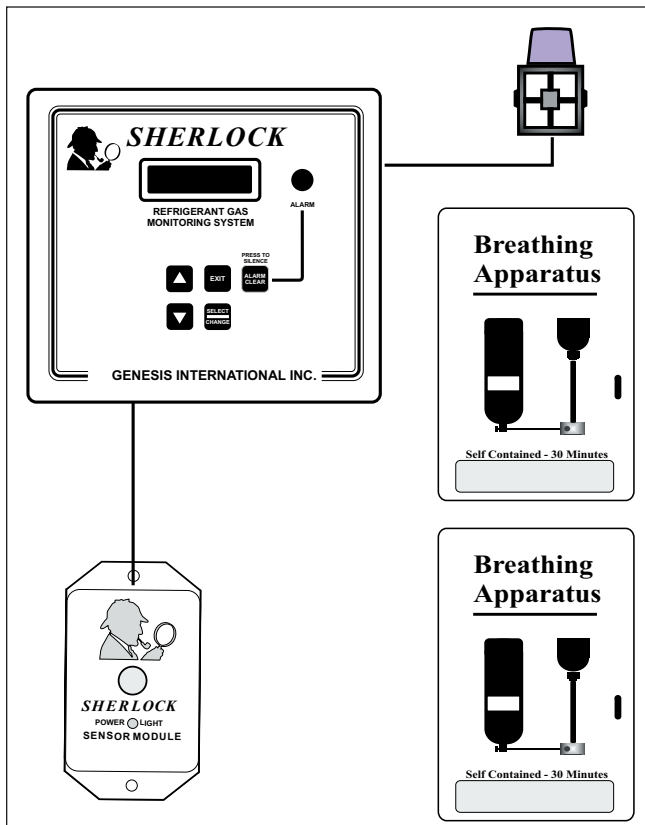 SHERLOCK
REFRIGERANT GAS
MONITORING SYSTEM
ALARM
PRESS TO
SILENCE
EXIT
ALARM
CLEAR
SELECT
CHANGE
GENESIS INTERNATIONAL INC.
Breathing
Apparatus
Self Contained - 30 Minutes
SHERLOCK
POWER LIGHT
SENSOR MODULE
Breathing
Apparatus
Self Contained - 30 Minutes